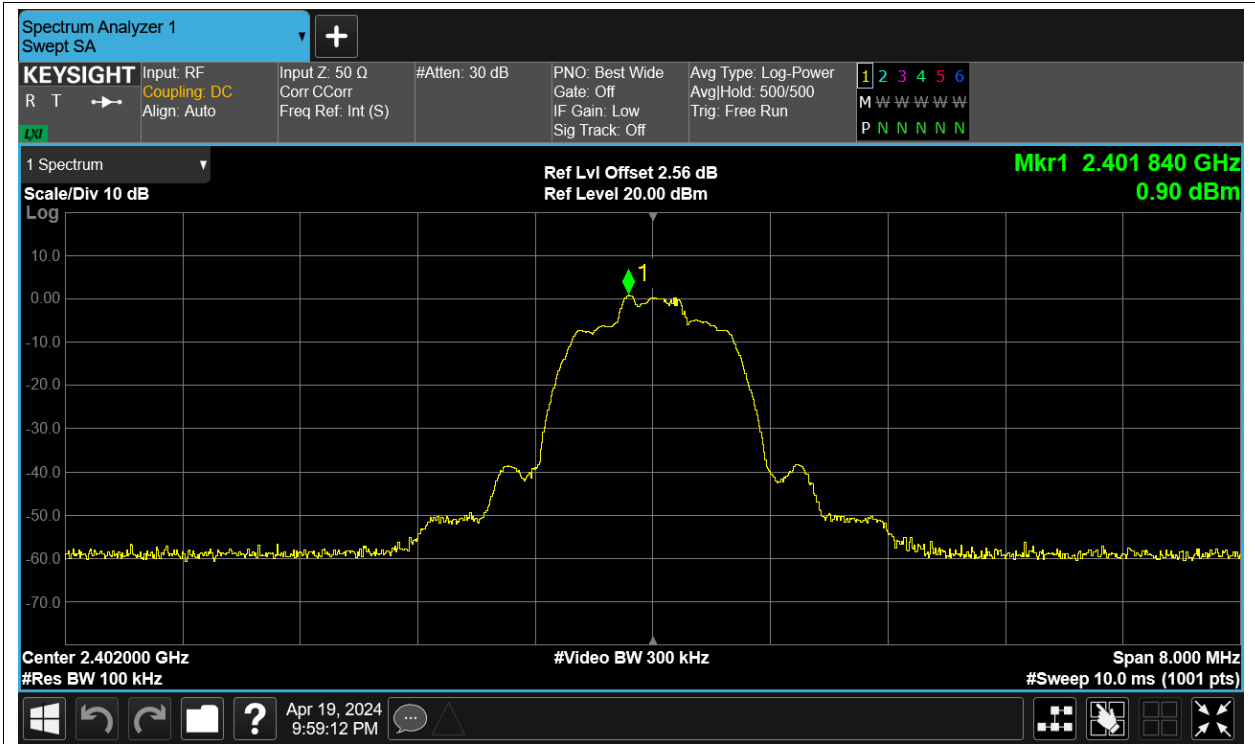 Spectrum Analyzer 1
Swept SA
+
KEYSIGHT
R T
LXI
Input: RF
Coupling: DC
Align: Auto
Input Z: 50 Ω
Corr CCorr
Freq Ref: Int (S)
#Atten: 30 dB
PNO: Best Wide
Gate: Off
IF Gain: Low
Sig Track: Off
Avg Type: Log-Power
Avg|Hold: 500/500
Trig: Free Run
1 2 3 4 5 6
M W W W W W
P N N N N N
1 Spectrum
Scale/Div 10 dB
Log
Ref Lvl Offset 2.56 dB
Ref Level 20.00 dBm
Mkr1 2.401 840 GHz
0.90 dBm
1
10.0
0.00
-10.0
-20.0
-30.0
-40.0
-50.0
-60.0
-70.0
Center 2.402000 GHz
#Res BW 100 kHz
#Video BW 300 kHz
Span 8.000 MHz
#Sweep 10.0 ms (1001 pts)
?
Apr 19, 2024
9:59:12 PM